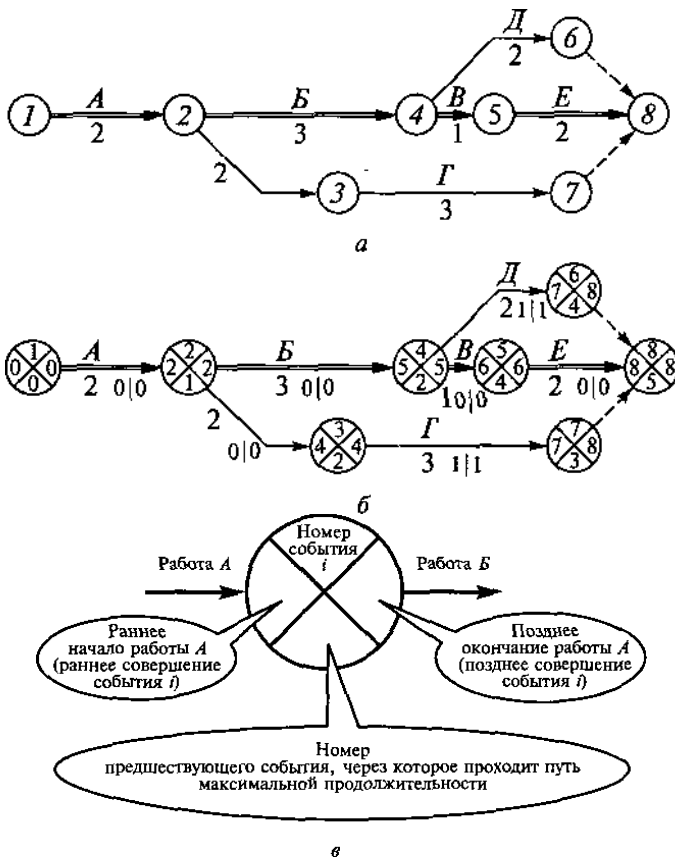 Д
6
2
1
А
2
2
Б
3
4
В
1
5
Е
2
8
2
3
Г
3
7
а
Д
2 1|1
6
7 8
4
1
0 0
0
А
2 0|0
2
2 2
1
Б
3 0|0
4
5 5
2
В
1 0|0
5
6 6
4
Е
2 0|0
8
8 8
5
2
0|0
3
4 4
2
Г
3 1|1
7
7 8
3
б
Номер
события
i
Работа А
Работа Б
Раннее
начало работы А
(раннее совершение
события i)
Позднее
окончание работы А
(позднее совершение
события i)
Номер
предшествующего события, через которое проходит путь
максимальной продолжительности
в